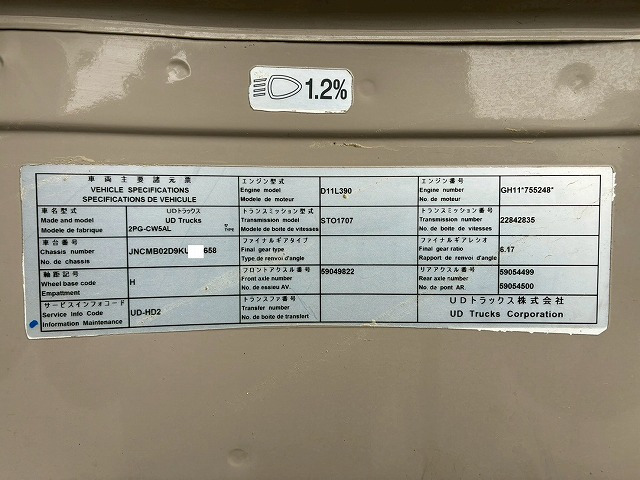 1.2%
車両主要諸元票
VEHICLE SPECIFICATIONS
SPECIFICATIONS DE VEHICULE
エンジン型式
Engine model
Modele de moteur
D11L390
エンジン番号
Engine number
No. de moteur
GH11*755248*
車名型式
Made and model
Modele de fabrique
UDトラックス
UD Trucks
2PG-CW5AL
TYPE
トランスミッション型式
Transmission model
Modele de boite de vitesses
STO1707
トランスミッション番号
Transmission number
No. de boite de vitesses
22842835
車台番号
Chassis number
No. de chassis
JNCMB02D9KU 658
ファイナルギアタイプ
Final gear type
Type de renvoi d'angle
ファイナルギアレシオ
Final gear ratio
Rapport de renvoi d'angle
6.17
軸距記号
Wheel base code
Empattment
H
フロントアクスル番号
Front axle number
No. de essieu AV.
59049822
リアアクスル番号
Rear axle number
No. de pont AR.
59054499
59054500
サービスインフォコード
Service Info Code
Information Maintenance
UD-HD2
トランスファ番号
Transfer number
No. de boite de transfert
UDトラックス株式会社
UD Trucks Corporation